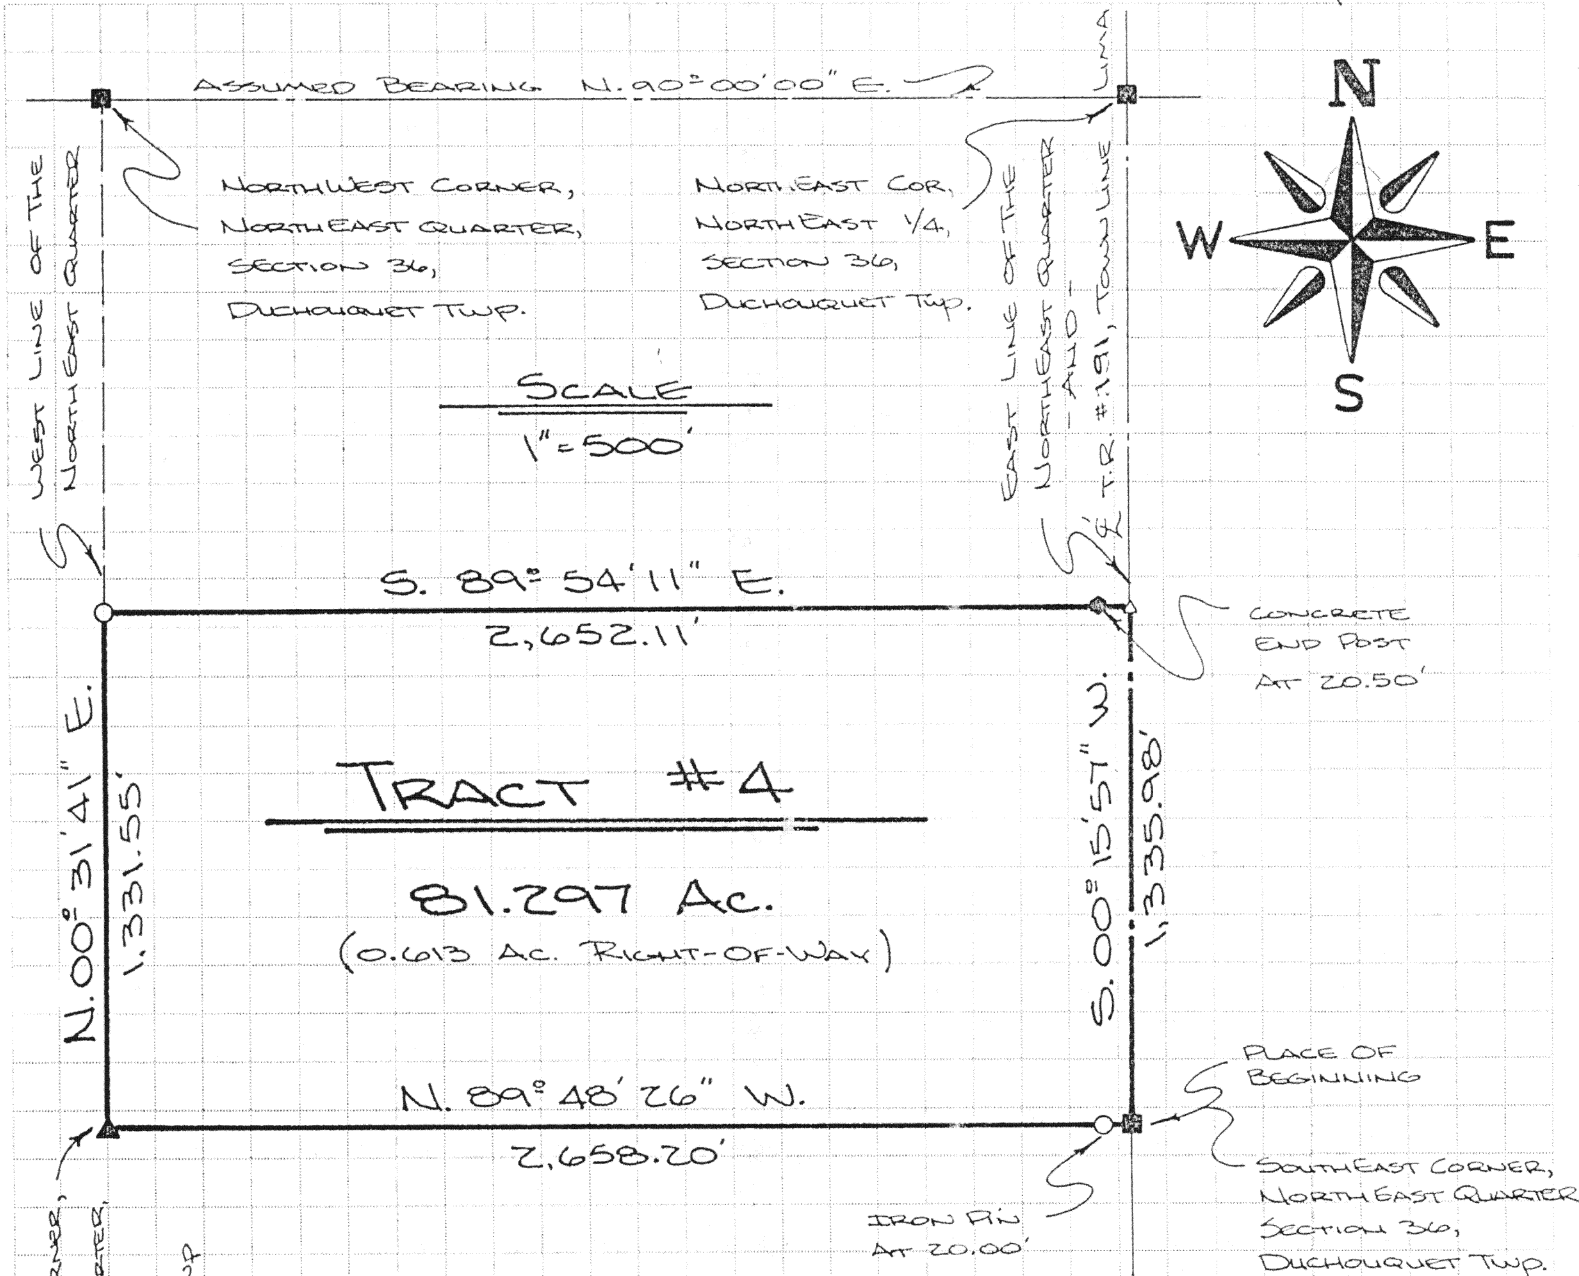 ASSUMED BEARING N. 90°00'00" E.
LIMA
N
W
E
S
WEST LINE OF THE
NORTHEAST QUARTER
NORTHWEST CORNER,
NORTHEAST QUARTER,
SECTION 36,
DUCHOUQUET TWP.
NORTHEAST COR,
NORTHEAST 1/4,
SECTION 36,
DUCHOUQUET TWP.
EAST LINE OF THE
NORTHEAST QUARTER
- AND -
℄ T.R. #191, TOWN LINE
SCALE
1"=500'
S. 89° 54' 11" E.
2,652.11'
CONCRETE
END POST
AT 20.50'
N. 00° 31' 41" E.
1,331.55'
TRACT #4
81.297 AC.
(0.613 AC. RIGHT-OF-WAY)
S. 00° 15' 57" W.
1,335.98'
N. 89° 48' 26" W.
2,658.20'
PLACE OF
BEGINNING
IRON PIN
AT 20.00'
SOUTHEAST CORNER,
NORTHEAST QUARTER
SECTION 36,
DUCHOUQUET TWP.